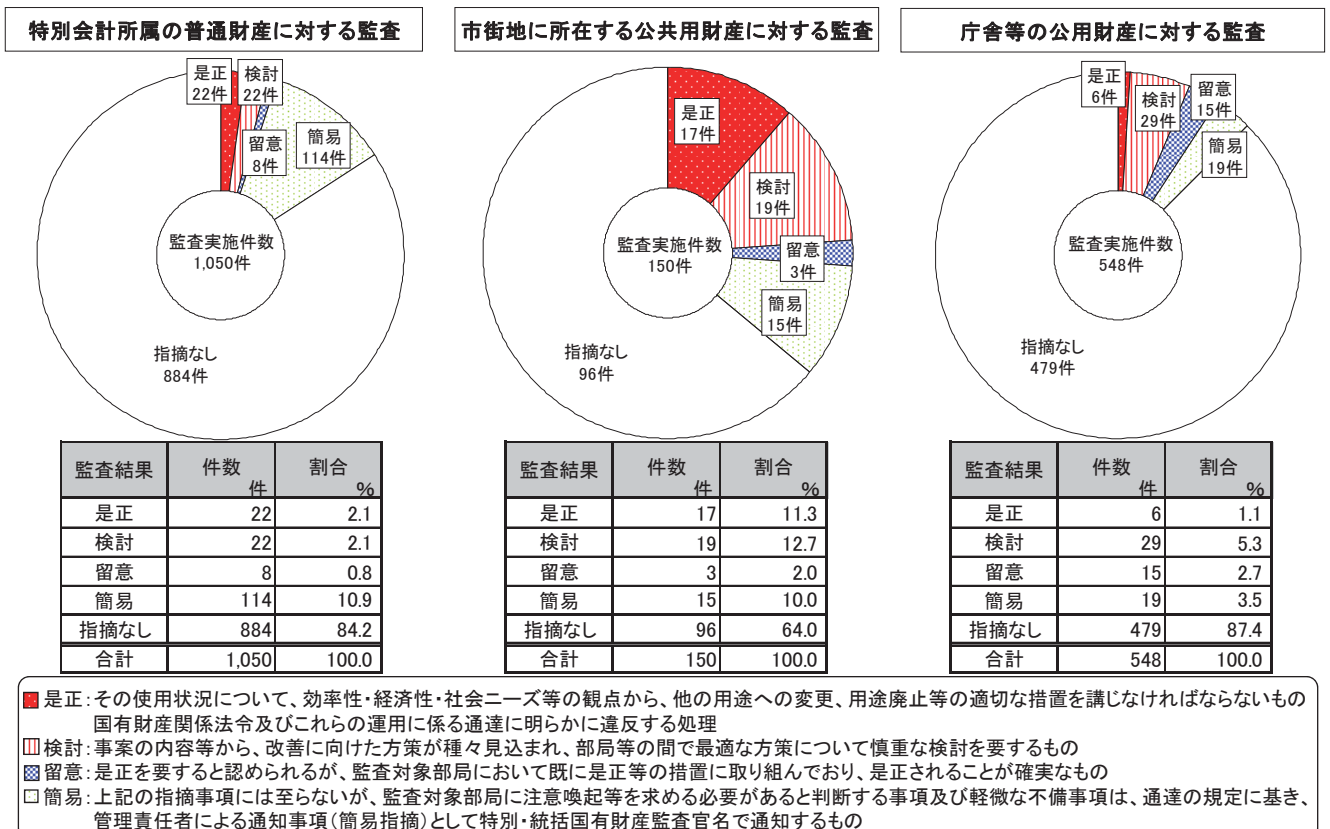 特別会計所属の普通財産に対する監査
是正
22件
検討
22件
留意
8件
簡易
114件
監査実施件数
1,050件
指摘なし
884件
監査結果 件数 件 割合 %
是正 22 2.1
検討 22 2.1
留意 8 0.8
簡易 114 10.9
指摘なし 884 84.2
合計 1,050 100.0
市街地に所在する公共用財産に対する監査
是正
17件
検討
19件
留意
3件
簡易
15件
監査実施件数
150件
指摘なし
96件
監査結果 件数 件 割合 %
是正 17 11.3
検討 19 12.7
留意 3 2.0
簡易 15 10.0
指摘なし 96 64.0
合計 150 100.0
庁舎等の公用財産に対する監査
是正
6件
検討
29件
留意
15件
簡易
19件
監査実施件数
548件
指摘なし
479件
監査結果 件数 件 割合 %
是正 6 1.1
検討 29 5.3
留意 15 2.7
簡易 19 3.5
指摘なし 479 87.4
合計 548 100.0
是正:その使用状況について、効率性・経済性・社会ニーズ等の観点から、他の用途への変更、用途廃止等の適切な措置を講じなければならないもの
国有財産関係法令及びこれらの運用に係る通達に明らかに違反する処理
検討:事案の内容等から、改善に向けた方策が種々見込まれ、部局等の間で最適な方策について慎重な検討を要するもの
留意:是正を要すると認められるが、監査対象部局において既に是正等の措置に取り組んでおり、是正されることが確実なもの
簡易:上記の指摘事項には至らないが、監査対象部局に注意喚起等を求める必要があると判断する事項及び軽微な不備事項は、通達の規定に基き、
管理責任者による通知事項(簡易指摘)として特別・統括国有財産監査官名で通知するもの